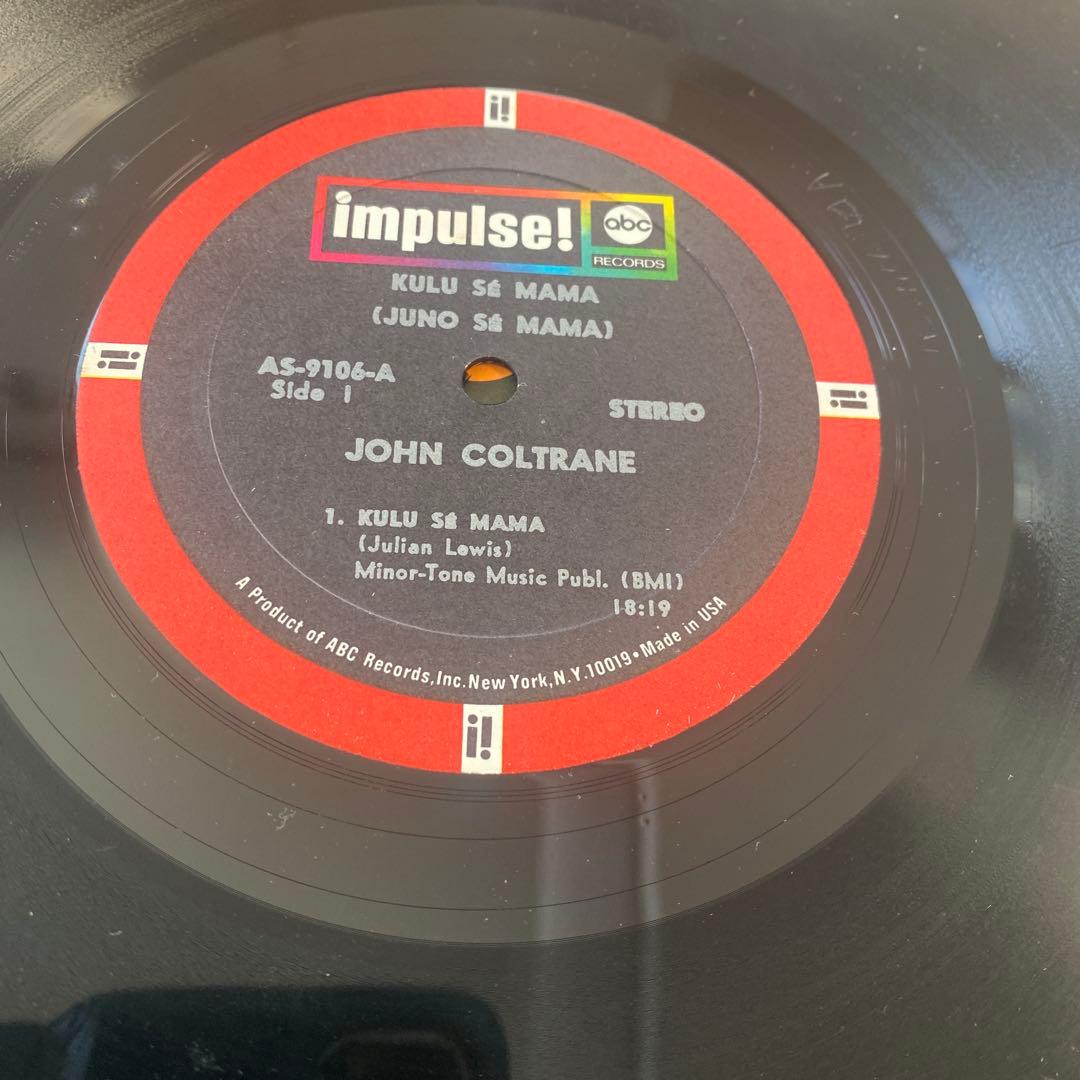 impulse! abc RECORDS
KULU SÉ MAMA
(JUNO SÉ MAMA)
AS-9106-A
Side 1
STEREO
JOHN COLTRANE
1. KULU SÉ MAMA
(Julian Lewis)
Minor-Tone Music Publ. (BMI)
18:19
A Product of ABC Records, Inc. New York, N.Y. 10019 • Made in USA
i!
i!
i!
i!